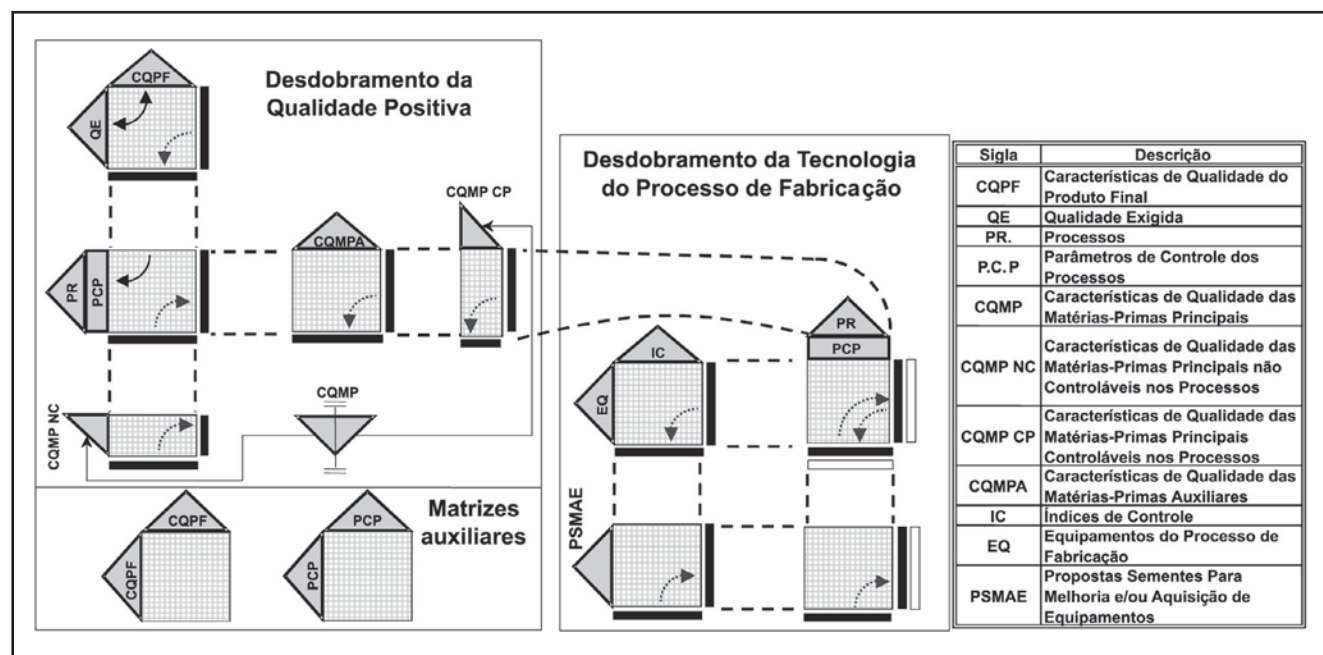 Desdobramento da
Qualidade Positiva
CQPF
QE
PR
PCP
CQMPA
CQMP CP
CQMP NC
CQMP
Matrizes
auxiliares
CQPF
CQPF
PCP
PCP
Desdobramento da Tecnologia
do Processo de Fabricação
IC
EQ
PR
PCP
PSMAE
Sigla Descrição
CQPF Características de Qualidade do
Produto Final
QE Qualidade Exigida
PR. Processos
P.C.P Parâmetros de Controle dos
Processos
CQMP Características de Qualidade das
Matérias-Primas Principais
CQMP NC Características de Qualidade das
Matérias-Primas Principais não
Controláveis nos Processos
CQMP CP Características de Qualidade das
Matérias-Primas Principais
Controláveis nos Processos
CQMPA Características de Qualidade das
Matérias-Primas Auxiliares
IC Índices de Controle
EQ Equipamentos do Processo de
Fabricação
PSMAE Propostas Sementes Para
Melhoria e/ou Aquisição de
Equipamentos